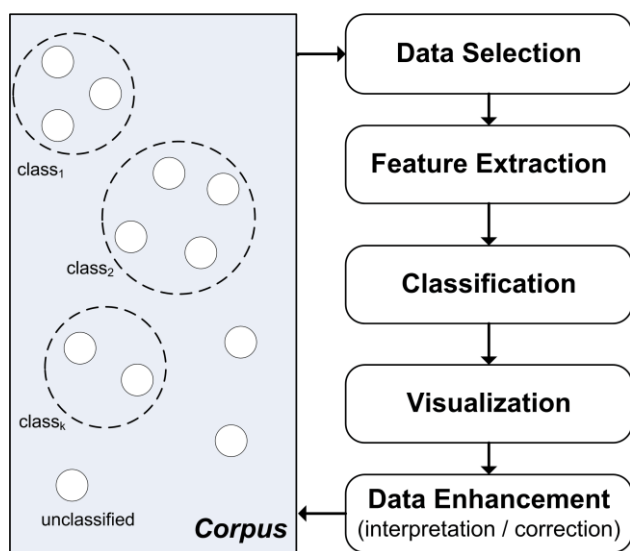 class₁
class₂
classₖ
unclassified
Corpus
Data Selection
Feature Extraction
Classification
Visualization
Data Enhancement
(interpretation / correction)